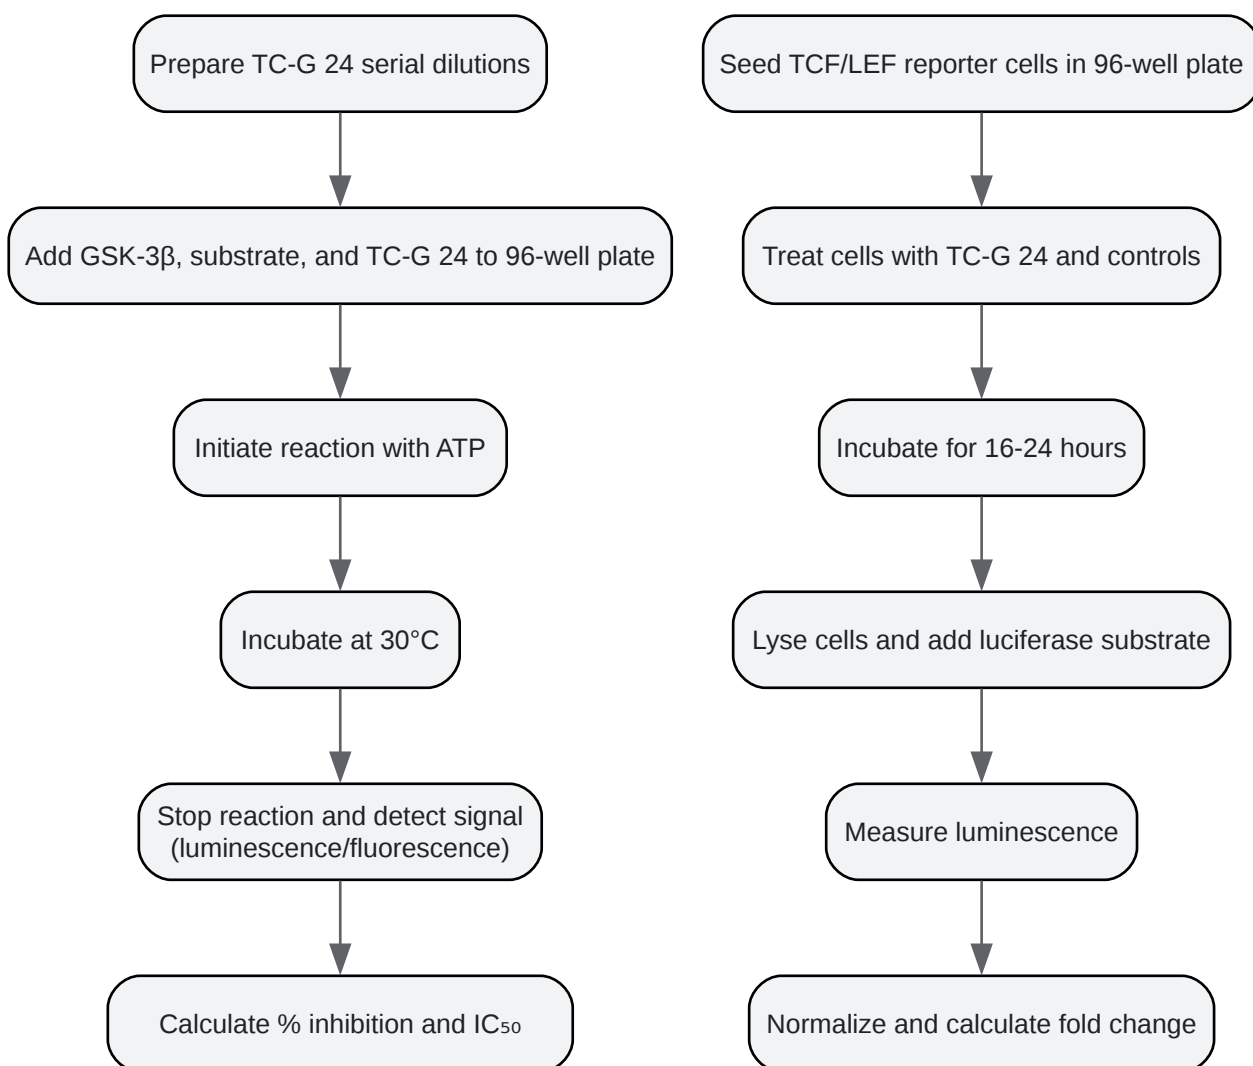 Prepare TC-G 24 serial dilutions
Add GSK-3β, substrate, and TC-G 24 to 96-well plate
Initiate reaction with ATP
Incubate at 30°C
Stop reaction and detect signal
(luminescence/fluorescence)
Calculate % inhibition and IC₅₀
Seed TCF/LEF reporter cells in 96-well plate
Treat cells with TC-G 24 and controls
Incubate for 16-24 hours
Lyse cells and add luciferase substrate
Measure luminescence
Normalize and calculate fold change